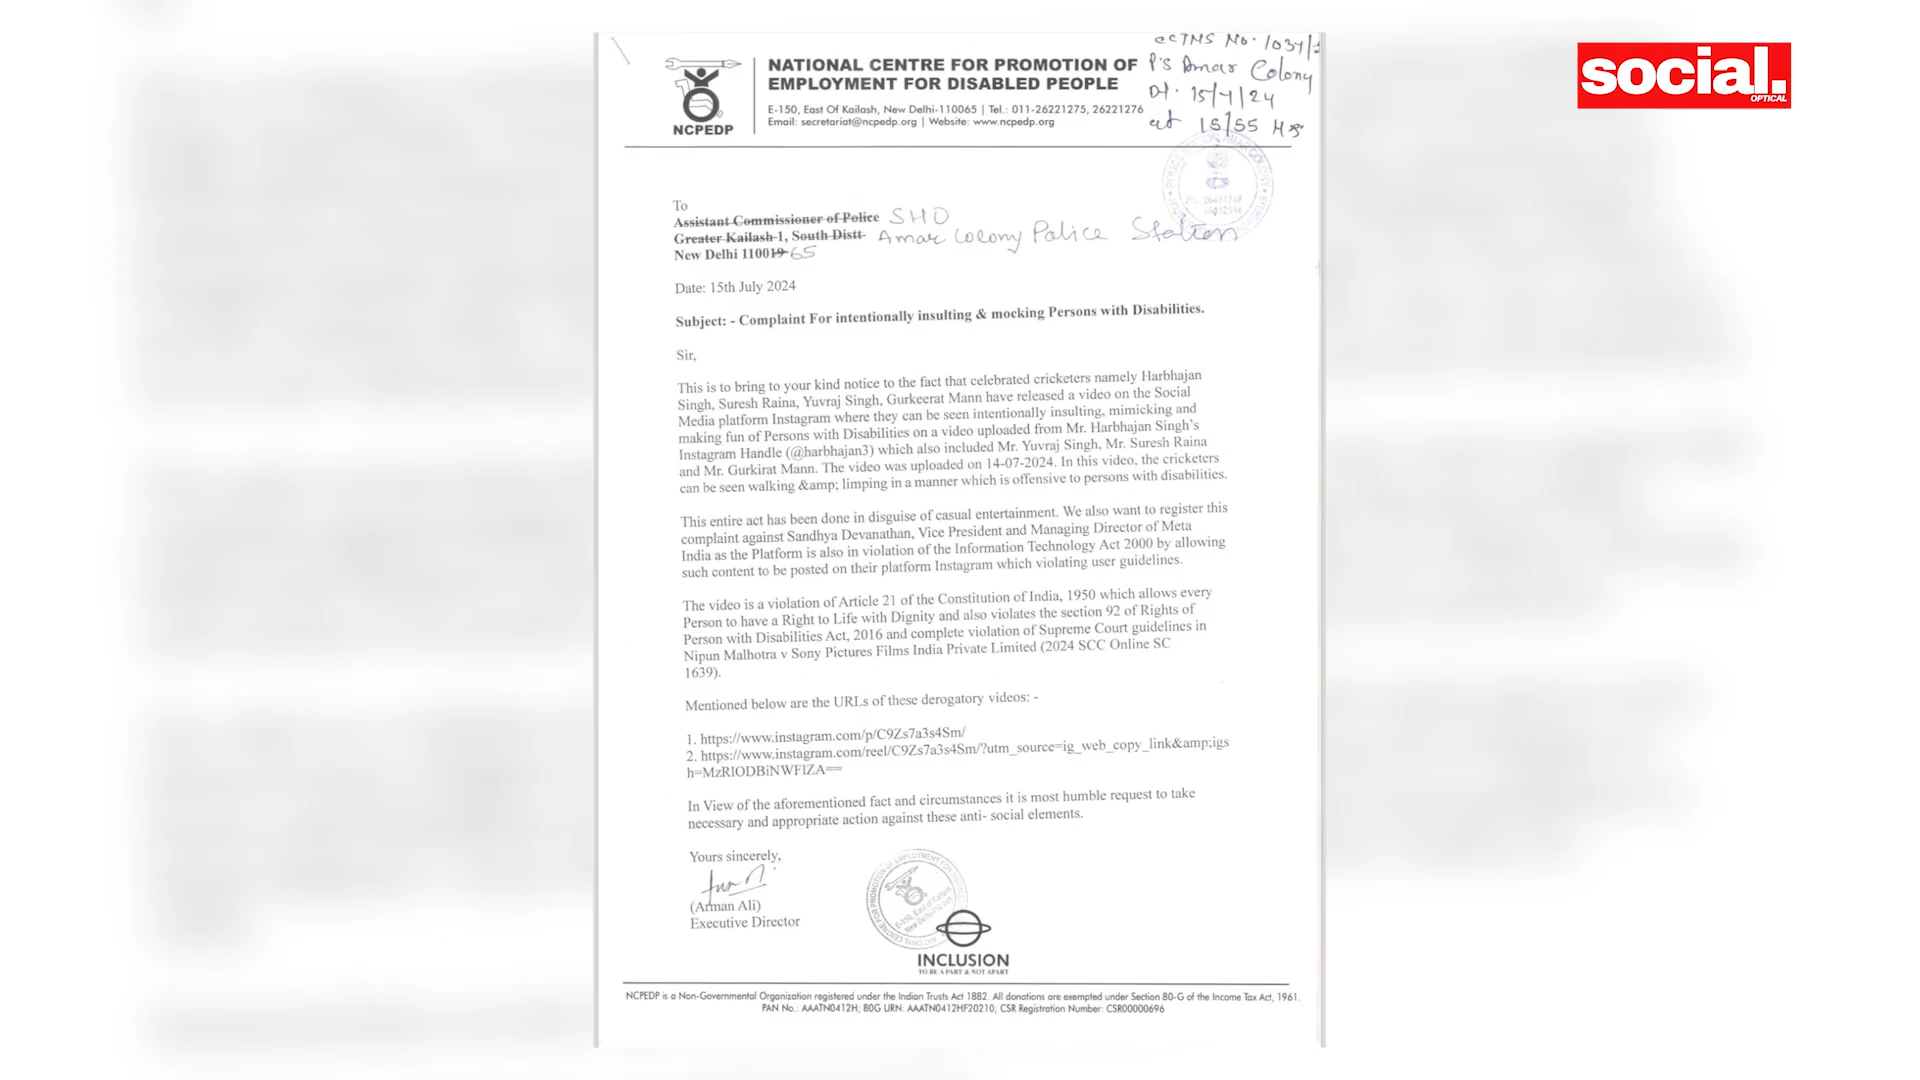 social.
OPTICAL
NATIONAL CENTRE FOR PROMOTION OF
EMPLOYMENT FOR DISABLED PEOPLE
E-150, East Of Kailash, New Delhi-110065 | Tel.: 011-26221275, 26221276
Email: secretariat@ncpedp.org | Website: www.ncpedp.org
NCPEDP
CCTNS No. 1034/
P'S Amar Colony
Dt. 15/7/24
at 15/55 Hrs
To
Assistant Commissioner of Police SHO
Greater Kailash-1, South Distt Amar Colony Police Station
New Delhi 110019 65
Date: 15th July 2024
Subject: - Complaint For intentionally insulting & mocking Persons with Disabilities.
Sir,
This is to bring to your kind notice to the fact that celebrated cricketers namely Harbhajan
Singh, Suresh Raina, Yuvraj Singh, Gurkeerat Mann have released a video on the Social
Media platform Instagram where they can be seen intentionally insulting, mimicking and
making fun of Persons with Disabilities on a video uploaded from Mr. Harbhajan Singh's
Instagram Handle (@harbhajan3) which also included Mr. Yuvraj Singh, Mr. Suresh Raina
and Mr. Gurkirat Mann. The video was uploaded on 14-07-2024. In this video, the cricketers
can be seen walking &amp; limping in a manner which is offensive to persons with disabilities.
This entire act has been done in disguise of casual entertainment. We also want to register this
complaint against Sandhya Devanathan, Vice President and Managing Director of Meta
India as the Platform is also in violation of the Information Technology Act 2000 by allowing
such content to be posted on their platform Instagram which violating user guidelines.
The video is a violation of Article 21 of the Constitution of India, 1950 which allows every
Person to have a Right to Life with Dignity and also violates the section 92 of Rights of
Person with Disabilities Act, 2016 and complete violation of Supreme Court guidelines in
Nipun Malhotra v Sony Pictures Films India Private Limited (2024 SCC Online SC
1639).
Mentioned below are the URLs of these derogatory videos: -
1. https://www.instagram.com/p/C9Zs7a3s4Sm/
2. https://www.instagram.com/reel/C9Zs7a3s4Sm/?utm_source=ig_web_copy_link&amp;igs
h=MzRlODBiNWFlZA==
In View of the aforementioned fact and circumstances it is most humble request to take
necessary and appropriate action against these anti- social elements.
Yours sincerely,
(Arman Ali)
Executive Director
INCLUSION
TO BE A PART & NOT APART
NCPEDP is a Non-Governmental Organization registered under the Indian Trusts Act 1882. All donations are exempted under Section 80-G of the Income Tax Act, 1961.
PAN No.: AAATN0412H; 80G URN: AAATN0412HF20210; CSR Registration Number: CSR00000696